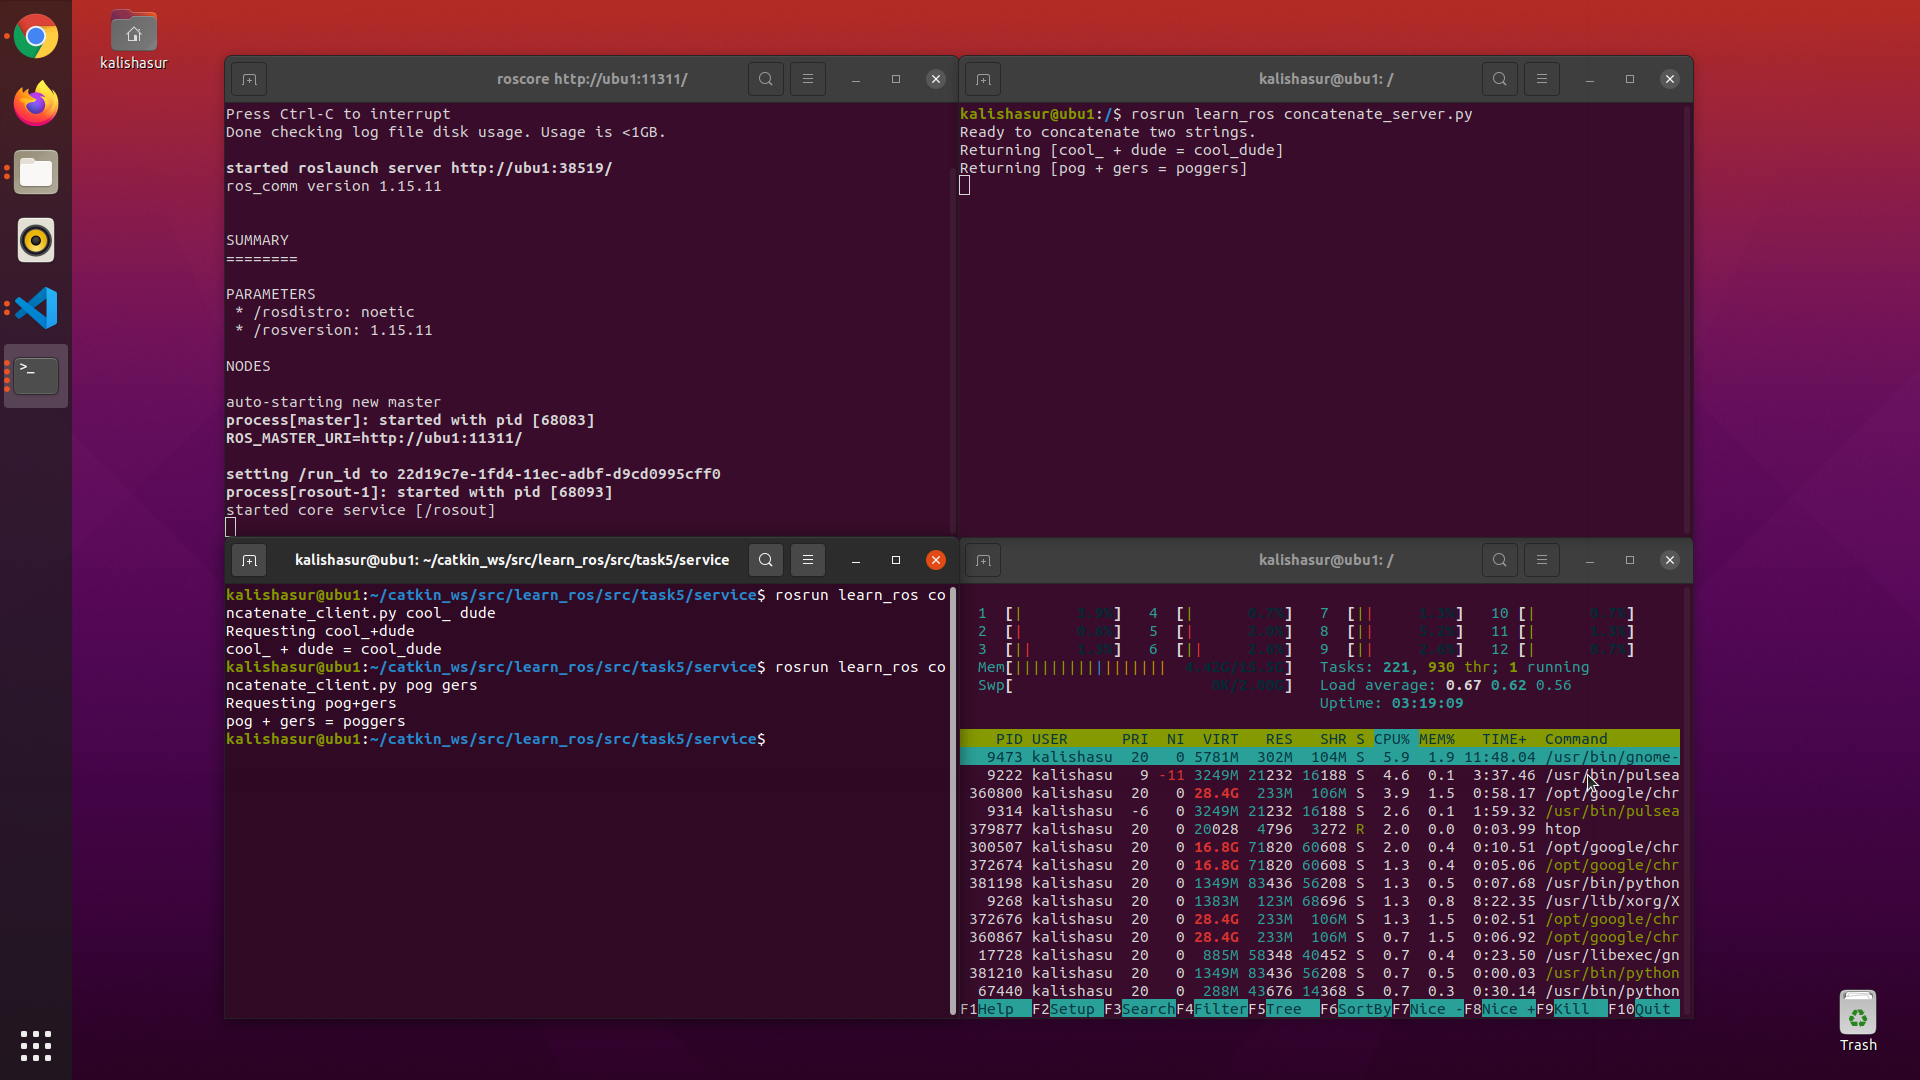 kalishasur
roscore http://ubu1:11311/
Press Ctrl-C to interrupt
Done checking log file disk usage. Usage is <1GB.
started roslaunch server http://ubu1:38519/
ros_comm version 1.15.11
SUMMARY
========
PARAMETERS
* /rosdistro: noetic
* /rosversion: 1.15.11
NODES
auto-starting new master
process[master]: started with pid [68083]
ROS_MASTER_URI=http://ubu1:11311/
setting /run_id to 22d19c7e-1fd4-11ec-adbf-d9cd0995cff0
process[rosout-1]: started with pid [68093]
started core service [/rosout]
kalishasur@ubu1: /
kalishasur@ubu1:/$ rosrun learn_ros concatenate_server.py
Ready to concatenate two strings.
Returning [cool_ + dude = cool_dude]
Returning [pog + gers = poggers]
kalishasur@ubu1: ~/catkin_ws/src/learn_ros/src/task5/service
kalishasur@ubu1:~/catkin_ws/src/learn_ros/src/task5/service$ rosrun learn_ros co
ncatenate_client.py cool_ dude
Requesting cool_+dude
cool_ + dude = cool_dude
kalishasur@ubu1:~/catkin_ws/src/learn_ros/src/task5/service$ rosrun learn_ros co
ncatenate_client.py pog gers
Requesting pog+gers
pog + gers = poggers
kalishasur@ubu1:~/catkin_ws/src/learn_ros/src/task5/service$
kalishasur@ubu1: /
1 [| ] 4 [| ] 7 [|| ] 10 [| ]
2 [| ] 5 [| ] 8 [|| ] 11 [| ]
3 [|| ] 6 [|| ] 9 [|| ] 12 [| ]
Mem[||||||||||||||||| ] Tasks: 221, 930 thr; 1 running
Swp[ ] Load average: 0.67 0.62 0.56
Uptime: 03:19:09
PID USER PRI NI VIRT RES SHR S CPU% MEM% TIME+ Command
9473 kalishasu 20 0 5781M 302M 104M S 5.9 1.9 11:48.04 /usr/bin/gnome-
9222 kalishasu 9 -11 3249M 21232 16188 S 4.6 0.1 3:37.46 /usr/bin/pulsea
360800 kalishasu 20 0 28.4G 233M 106M S 3.9 1.5 0:58.17 /opt/google/chr
9314 kalishasu -6 0 3249M 21232 16188 S 2.6 0.1 1:59.32 /usr/bin/pulsea
379877 kalishasu 20 0 20028 4796 3272 R 2.0 0.0 0:03.99 htop
300507 kalishasu 20 0 16.8G 71820 60608 S 2.0 0.4 0:10.51 /opt/google/chr
372674 kalishasu 20 0 16.8G 71820 60608 S 1.3 0.4 0:05.06 /opt/google/chr
381198 kalishasu 20 0 1349M 83436 56208 S 1.3 0.5 0:07.68 /usr/bin/python
9268 kalishasu 20 0 1383M 123M 68696 S 1.3 0.8 8:22.35 /usr/lib/xorg/X
372676 kalishasu 20 0 28.4G 233M 106M S 1.3 1.5 0:02.51 /opt/google/chr
360867 kalishasu 20 0 28.4G 233M 106M S 0.7 1.5 0:06.92 /opt/google/chr
17728 kalishasu 20 0 885M 58348 40452 S 0.7 0.4 0:23.50 /usr/libexec/gn
381210 kalishasu 20 0 1349M 83436 56208 S 0.7 0.5 0:00.03 /usr/bin/python
67440 kalishasu 20 0 288M 43676 14368 S 0.7 0.3 0:30.14 /usr/bin/python
F1Help F2Setup F3SearchF4FilterF5Tree F6SortByF7Nice -F8Nice +F9Kill F10Quit
Trash